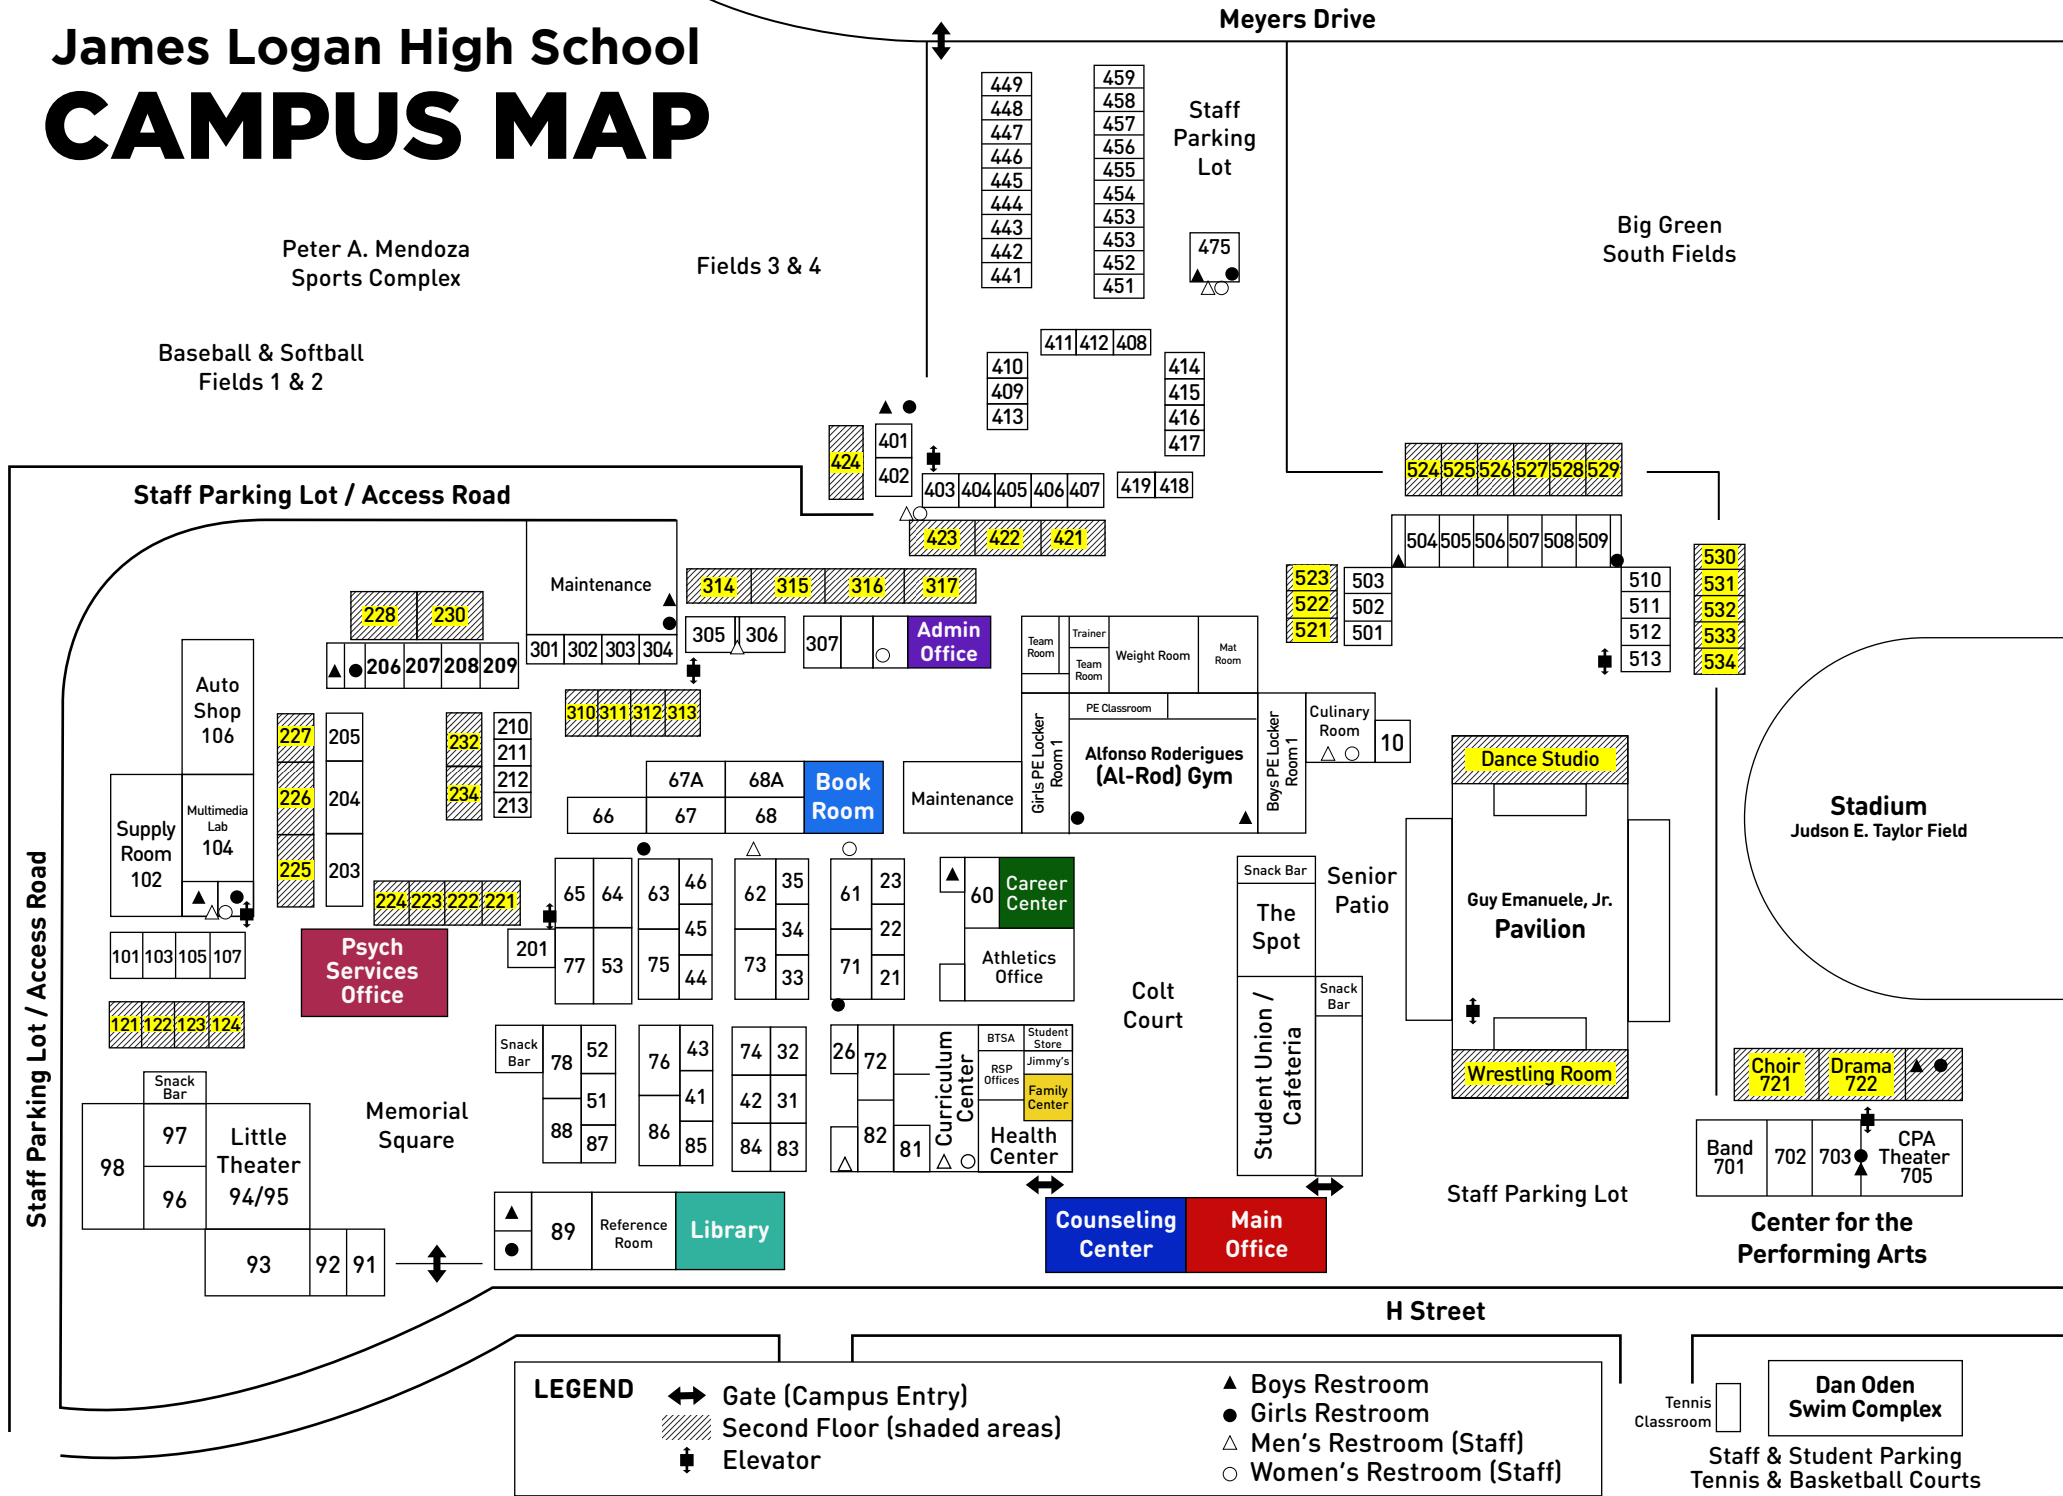 James Logan High School
CAMPUS MAP
Meyers Drive
449
448
447
446
445
444
443
442
441
459
458
457
456
455
454
453
453
452
451
Staff
Parking
Lot
475
Big Green
South Fields
Peter A. Mendoza
Sports Complex
Fields 3 & 4
Baseball & Softball
Fields 1 & 2
411 412 408
410
409
413
414
415
416
417
401
402
424
403 404 405 406 407
419 418
423 422 421
524 525 526 527 528 529
504 505 506 507 508 509
523
522
521
503
502
501
510
511
512
513
530
531
532
533
534
Staff Parking Lot / Access Road
Maintenance
314 315 316 317
305 306
307
Admin
Office
301 302 303 304
310 311 312 313
228 230
206 207 208 209
Auto
Shop
106
227
226
225
205
204
203
232
234
210
211
212
213
Supply
Room
102
Multimedia
Lab
104
224 223 222 221
201
Psych
Services
Office
101 103 105 107
121 122 123 124
Staff Parking Lot / Access Road
Team
Room
Trainer
Team
Room
Weight Room
Mat
Room
PE Classroom
Girls PE Locker
Room 1
Alfonso Roderigues
(Al-Rod) Gym
Boys PE Locker
Room 1
Culinary
Room
10
Maintenance
67A 68A
66 67 68
Book
Room
65 64
77 53
63 46
45
75 44
62 35
34
73 33
61 23
22
71 21
60
Career
Center
Athletics
Office
Colt
Court
Snack Bar
The
Spot
Senior
Patio
Snack
Bar
Student Union /
Cafeteria
Dance Studio
Guy Emanuele, Jr.
Pavilion
Wrestling Room
Stadium
Judson E. Taylor Field
Choir
721
Drama
722
Band
701
702
703
CPA
Theater
705
Center for the
Performing Arts
Staff Parking Lot
Snack
Bar
78 52
51
88 87
76 43
41
86 85
74 32
42 31
84 83
26 72
82 81
Curriculum
Center
BTSA
Student
Store
RSP
Offices
Jimmy's
Family
Center
Health
Center
Memorial
Square
Snack
Bar
98
97
96
Little
Theater
94/95
93 92 91
89
Reference
Room
Library
Counseling
Center
Main
Office
H Street
LEGEND
Gate (Campus Entry)
Second Floor (shaded areas)
Elevator
Boys Restroom
Girls Restroom
Men's Restroom (Staff)
Women's Restroom (Staff)
Tennis
Classroom
Dan Oden
Swim Complex
Staff & Student Parking
Tennis & Basketball Courts